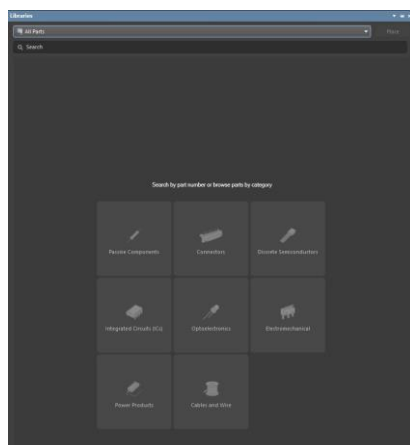 Libraries
All Parts
Place
Search
Search by part number or browse parts by category
Passive Components
Connectors
Discrete Semiconductors
Integrated Circuits (ICs)
Optoelectronics
Electromechanical
Power Products
Cables and Wire